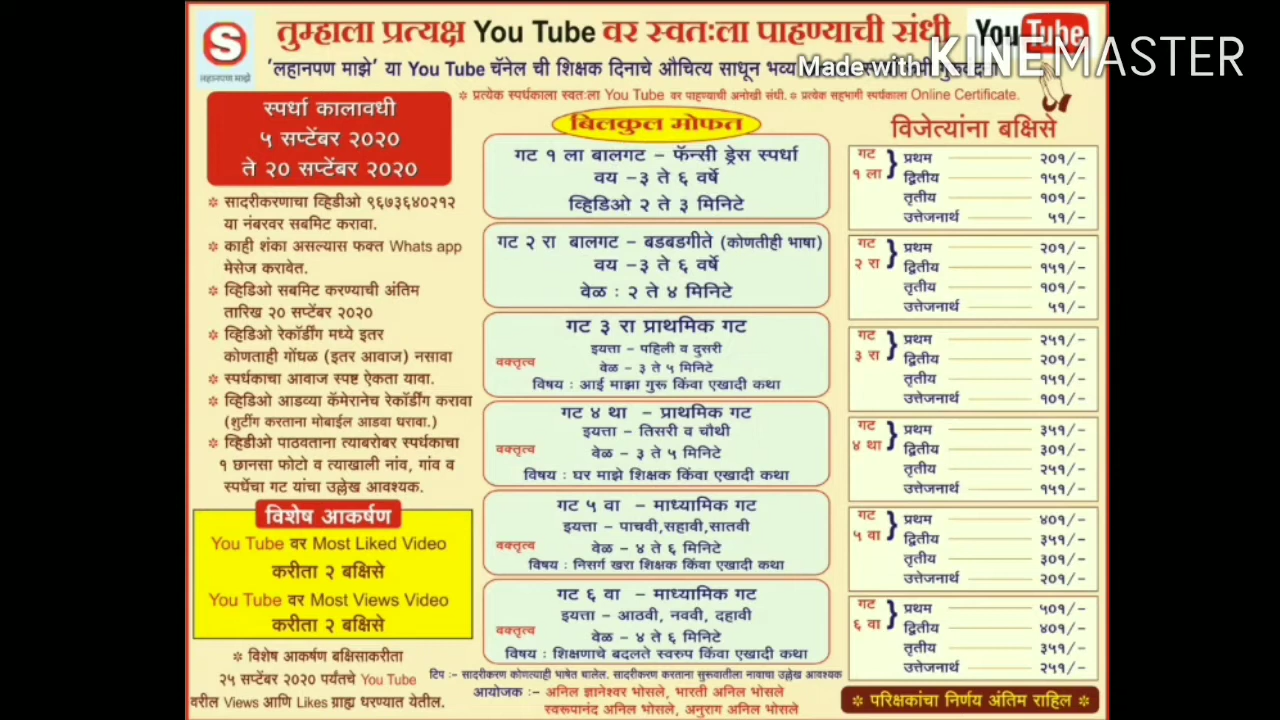 तुम्हाला प्रत्यक्ष You Tube वर स्वतःला पाहण्याची संधी
You Tube
S
लहानपण माझे
'लहानपण माझे' या You Tube चॅनेल ची शिक्षक दिनाचे औचित्य साधून भव्य
Made with KINEMASTER
❊ प्रत्येक स्पर्धकाला स्वतःला You Tube वर पाहण्याची अनोखी संधी. ❊ प्रत्येक सहभागी स्पर्धकाला Online Certificate.
स्पर्धा कालावधी
५ सप्टेंबर २०२०
ते २० सप्टेंबर २०२०
❊ सादरीकरणाचा व्हिडीओ ९६७३६४०२१२
या नंबरवर सबमिट करावा.
❊ काही शंका असल्यास फक्त Whats app
मेसेज करावेत.
❊ व्हिडिओ सबमिट करण्याची अंतिम
तारिख २० सप्टेंबर २०२०
❊ व्हिडिओ रेकॉर्डींग मध्ये इतर
कोणताही गोंधळ (इतर आवाज) नसावा
❊ स्पर्धकाचा आवाज स्पष्ट ऐकता यावा.
❊ व्हिडिओ आडव्या कॅमेरानेच रेकॉर्डींग करावा
(शुटींग करताना मोबाईल आडवा धरावा.)
❊ व्हिडीओ पाठवताना त्याबरोबर स्पर्धकाचा
१ छानसा फोटो व त्याखाली नांव, गांव व
स्पर्धेचा गट यांचा उल्लेख आवश्यक.
विशेष आकर्षण
You Tube वर Most Liked Video
करीता २ बक्षिसे
You Tube वर Most Views Video
करीता २ बक्षिसे
❊ विशेष आकर्षण बक्षिसाकरीता
२५ सप्टेंबर २०२० पर्यंतचे You Tube
वरील Views आणि Likes ग्राह्य धरण्यात येतील.
बिलकुल मोफत
गट १ ला बालगट – फॅन्सी ड्रेस स्पर्धा
वय –३ ते ६ वर्षे
व्हिडिओ २ ते ३ मिनिटे
गट २ रा बालगट – बडबडगीते (कोणतीही भाषा)
वय –३ ते ६ वर्षे
वेळ : २ ते ४ मिनिटे
गट ३ रा प्राथमिक गट
इयत्ता – पहिली व दुसरी
वक्तृत्व वेळ – ३ ते ५ मिनिटे
विषय : आई माझा गुरू किंवा एखादी कथा
गट ४ था – प्राथमिक गट
इयत्ता – तिसरी व चौथी
वक्तृत्व वेळ – ३ ते ५ मिनिटे
विषय : घर माझे शिक्षक किंवा एखादी कथा
गट ५ वा – माध्यमिक गट
इयत्ता – पाचवी,सहावी,सातवी
वक्तृत्व वेळ – ४ ते ६ मिनिटे
विषय : निसर्ग खरा शिक्षक किंवा एखादी कथा
गट ६ वा – माध्यामिक गट
इयत्ता – आठवी, नववी, दहावी
वक्तृत्व वेळ – ४ ते ६ मिनिटे
विषय : शिक्षणाचे बदलते स्वरुप किंवा एखादी कथा
टिप :– सादरीकरण कोणत्याही भाषेत चालेल. सादरीकरण करताना सुरूवातीला नावाचा उल्लेख आवश्यक
आयोजक :– अनिल ज्ञानेश्वर भोसले, भारती अनिल भोसले
स्वरूपानंद अनिल भोसले, अनुराग अनिल भोसले
विजेत्यांना बक्षिसे
गट १ ला
प्रथम २०१/–
द्वितीय १५१/–
तृतीय १०१/–
उत्तेजनार्थ ५१/–
गट २ रा
प्रथम २०१/–
द्वितीय १५१/–
तृतीय १०१/–
उत्तेजनार्थ ५१/–
गट ३ रा
प्रथम २५१/–
द्वितीय २०१/–
तृतीय १५१/–
उत्तेजनार्थ १०१/–
गट ४ था
प्रथम ३५१/–
द्वितीय ३०१/–
तृतीय २५१/–
उत्तेजनार्थ १५१/–
गट ५ वा
प्रथम ४०१/–
द्वितीय ३५१/–
तृतीय ३०१/–
उत्तेजनार्थ २०१/–
गट ६ वा
प्रथम ५०१/–
द्वितीय ४०१/–
तृतीय ३५१/–
उत्तेजनार्थ २५१/–
❊ परिक्षकांचा निर्णय अंतिम राहिल ❊